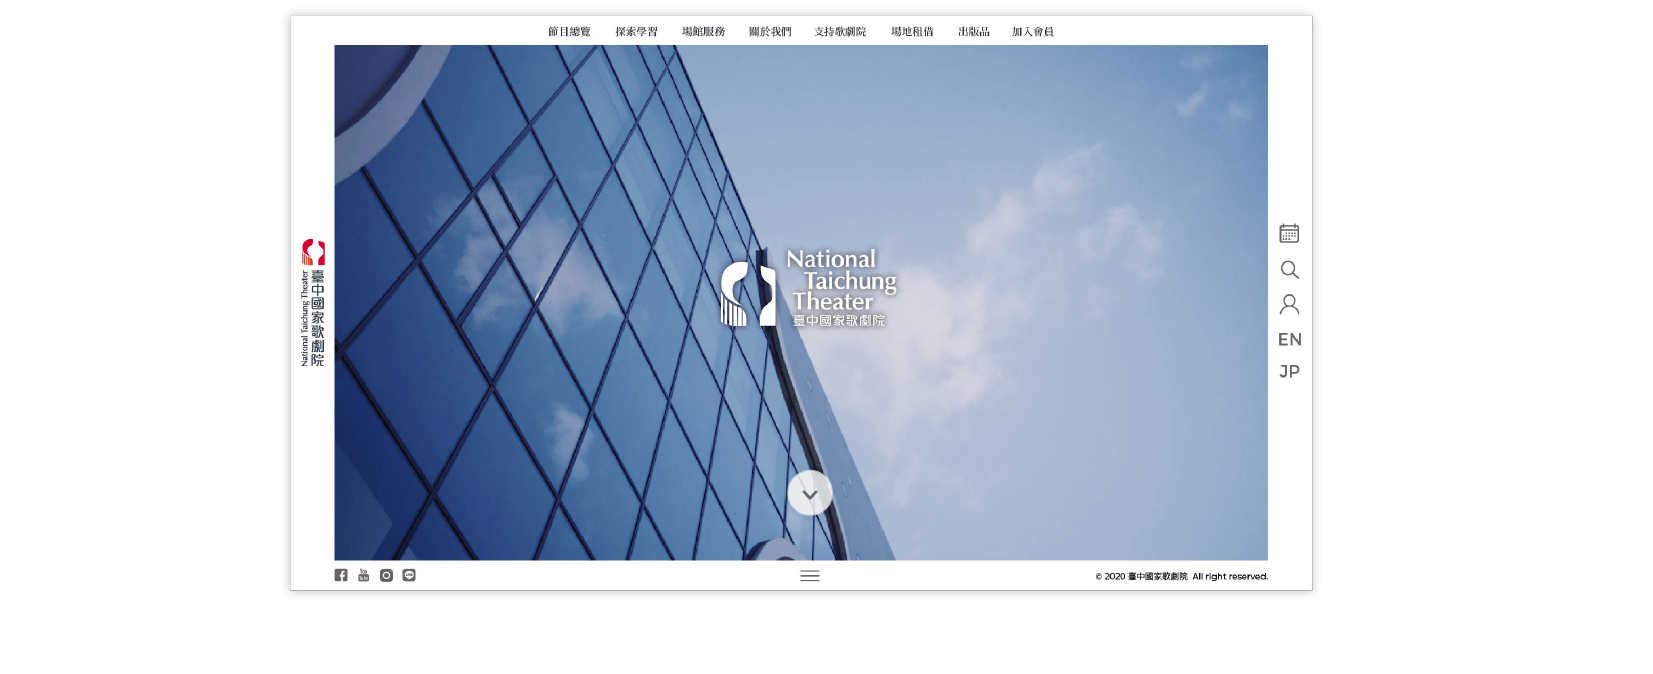 節目總覽 探索學習 場館服務 關於我們 支持歌劇院 場地租借 出版品 加入會員
臺中國家歌劇院
National Taichung Theater
National
Taichung
Theater
臺中國家歌劇院
EN
JP
You
Tube
LINE
© 2020 臺中國家歌劇院 All right reserved.